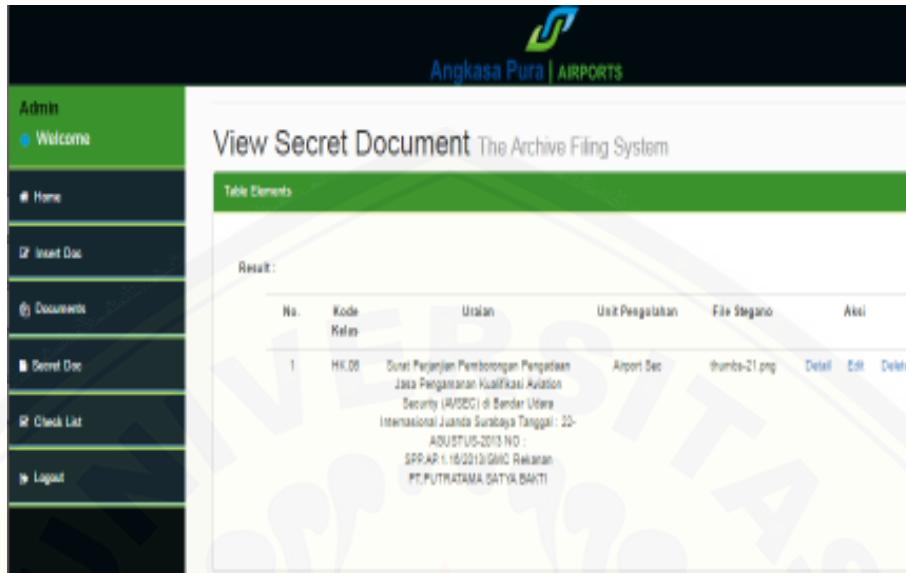 Angkasa Pura | AIRPORTS
Admin
Welcome
Home
Insert Doc
Documents
Secret Doc
Check List
Logout
View Secret Document The Archive Filing System
Table Elements
Result :
No. Kode Kelas Uraian Unit Pengolahan File Stegano Aksi
1 HK.06 Surat Perjanjian Pemborongan Pengadaan Airport Sec thumbs-21.png Detail Edit Delete
Jasa Pengamanan Kualifikasi Aviation
Security (AVSEC) di Bandar Udara
Internasional Juanda Surabaya Tanggal : 22-
AGUSTUS-2013 NO :
SPP.AP.1.16/2013/GMC Rekanan
PT.PUTRATAMA SATYA BAKTI
UNIVERSITAS